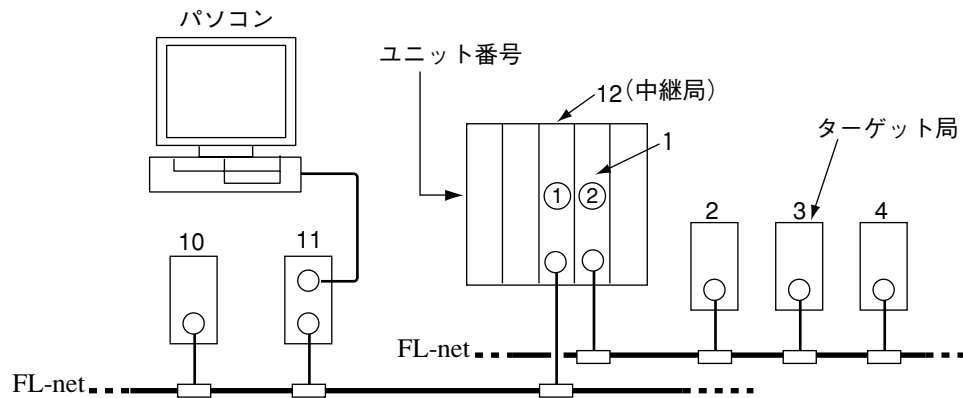 パソコン
ユニット番号
12(中継局)
ターゲット局
1
① ②
2 3 4
10 11
FL-net
FL-net